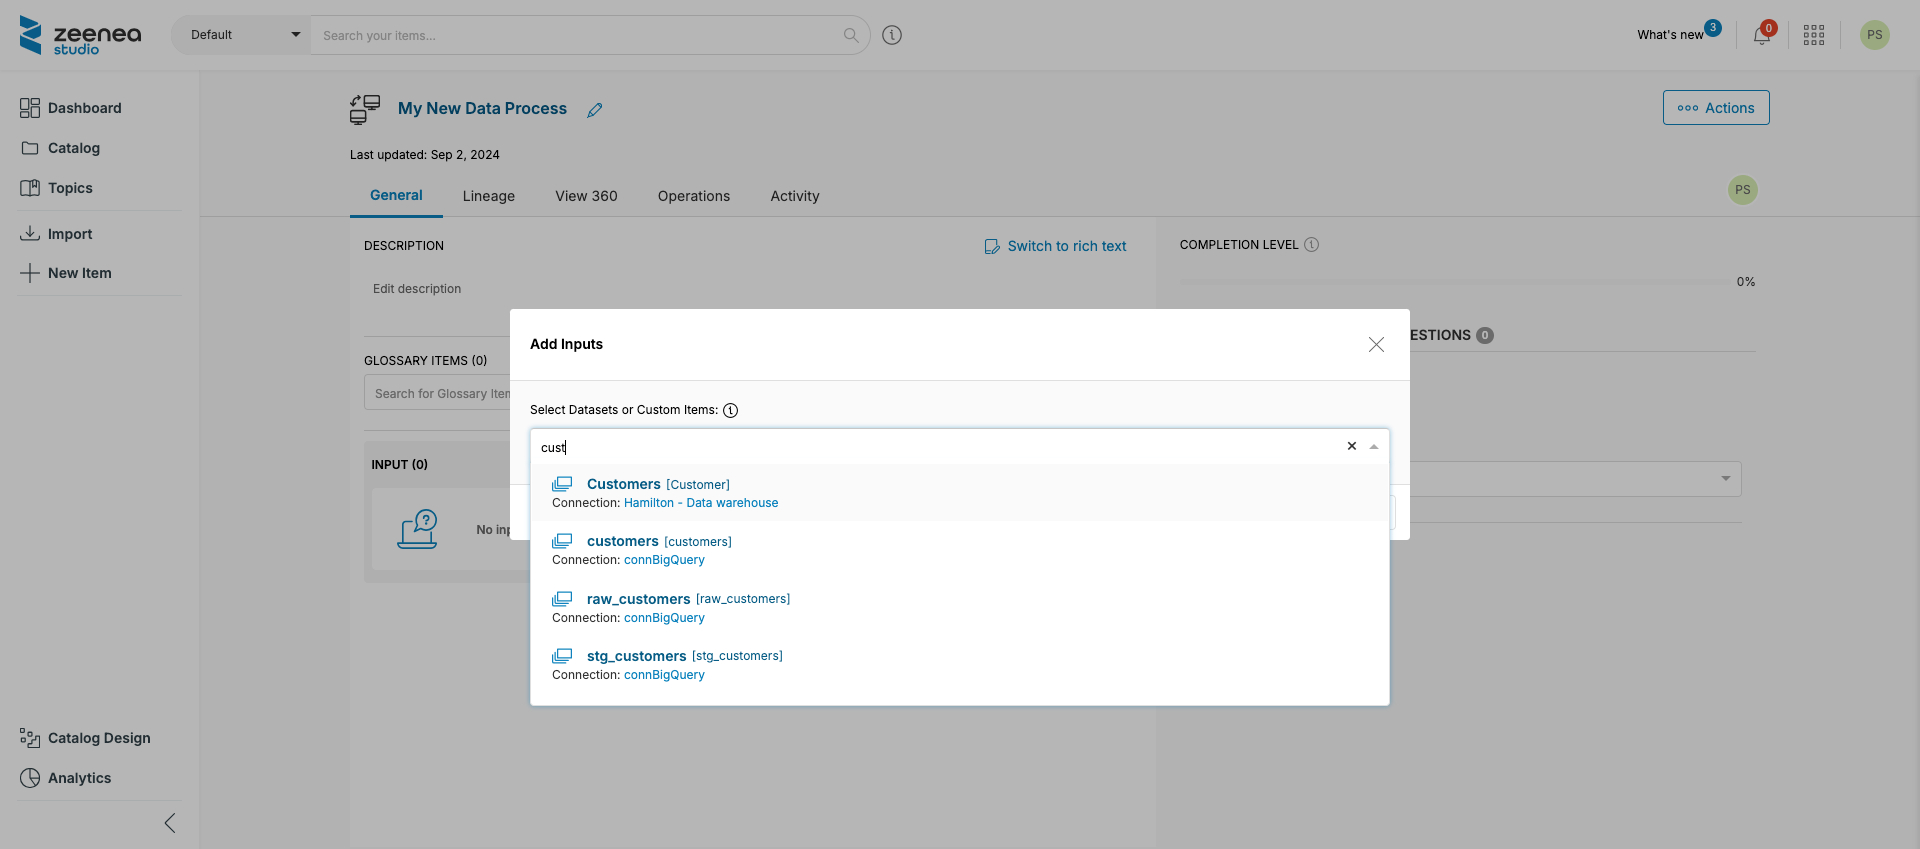 zeenea
studio
Default
Search your items...
What's new
3
0
PS
Dashboard
Catalog
Topics
Import
New Item
My New Data Process
Actions
Last updated: Sep 2, 2024
General
Lineage
View 360
Operations
Activity
PS
DESCRIPTION
Switch to rich text
COMPLETION LEVEL
Edit description
0%
Add Inputs
ESTIONS 0
GLOSSARY ITEMS (0)
Search for Glossary Item
Select Datasets or Custom Items:
cust
INPUT (0)
Customers [Customer]
Connection: Hamilton - Data warehouse
No inp
customers [customers]
Connection: connBigQuery
raw_customers [raw_customers]
Connection: connBigQuery
stg_customers [stg_customers]
Connection: connBigQuery
Catalog Design
Analytics